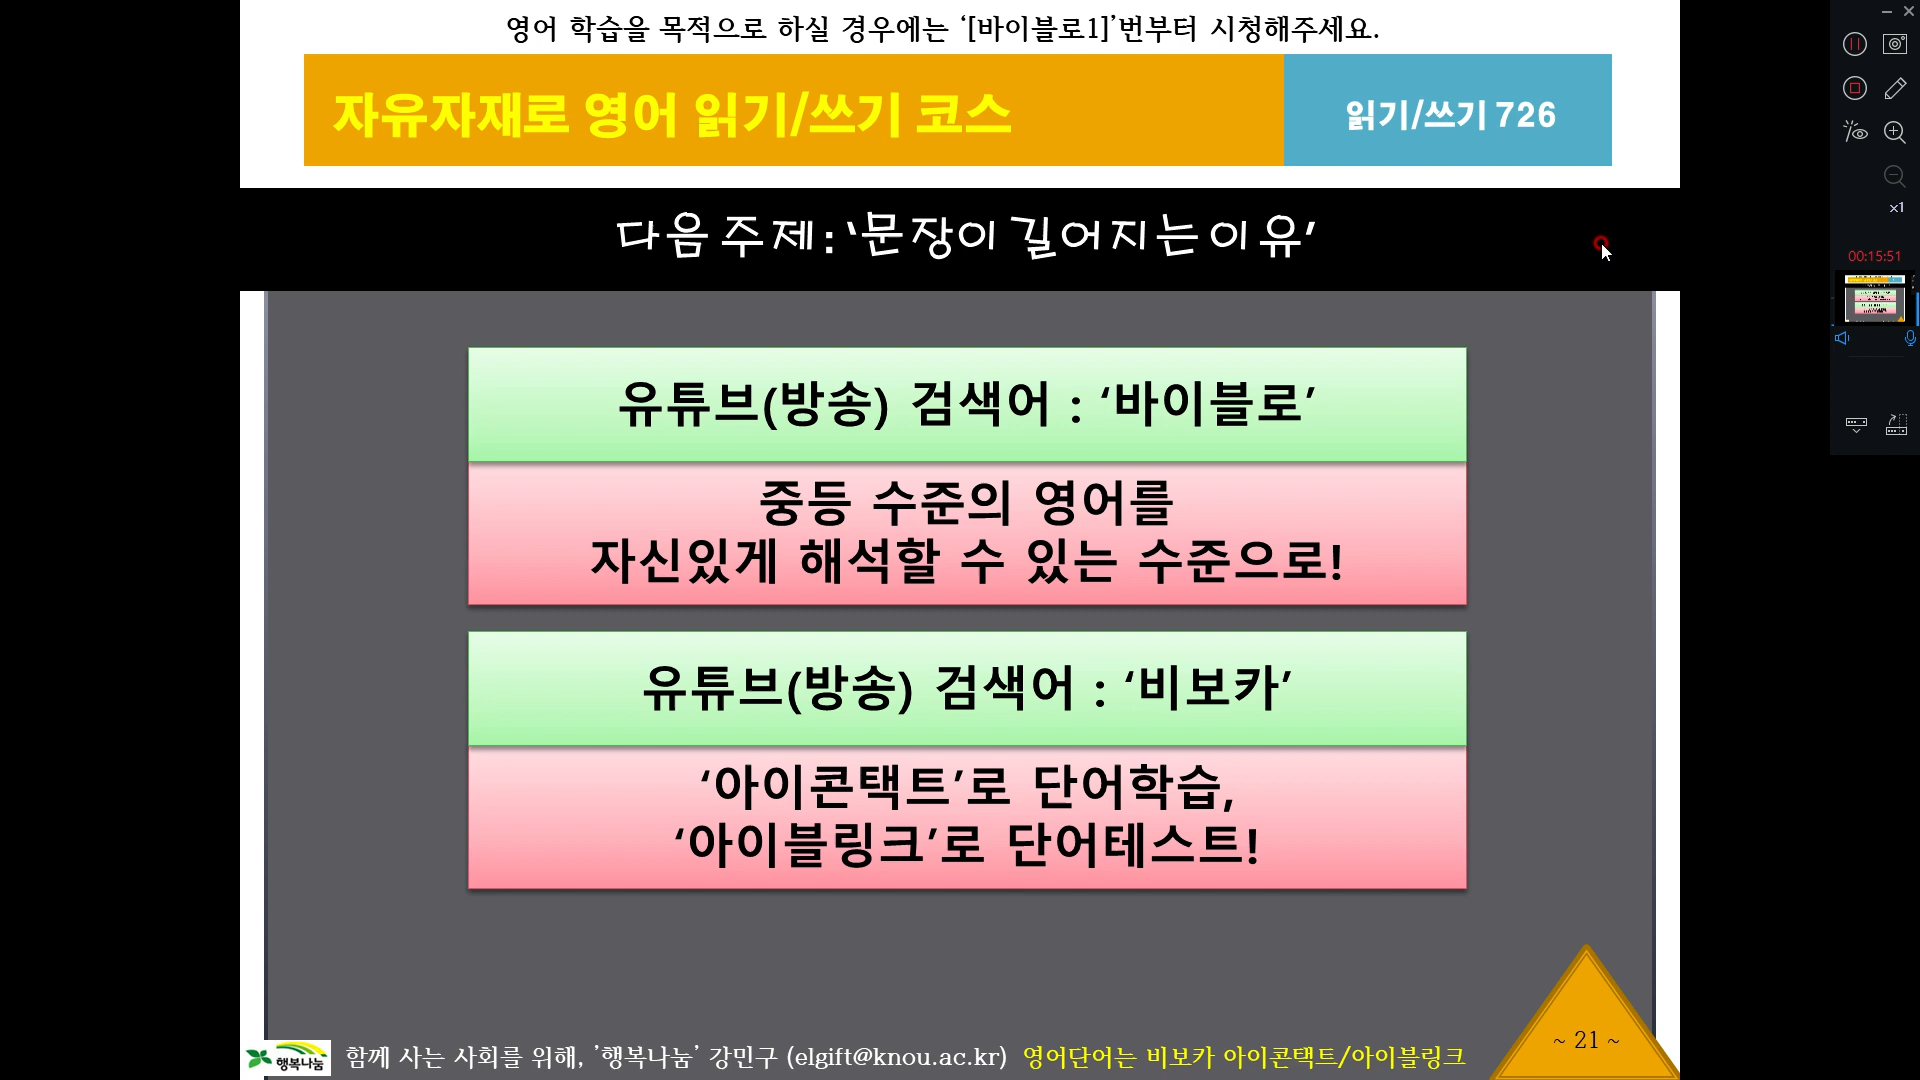 영어 학습을 목적으로 하실 경우에는 ‘[바이블로1]’번부터 시청해주세요.
자유자재로 영어 읽기/쓰기 코스
읽기/쓰기 726
다음 주제 : ‘문장이 길어지는 이유’
x1
00:15:51
유튜브(방송) 검색어 : ‘바이블로’
중등 수준의 영어를
자신있게 해석할 수 있는 수준으로!
유튜브(방송) 검색어 : ‘비보카’
‘아이콘택트’로 단어학습,
‘아이블링크’로 단어테스트!
~ 21 ~
행복나눔
함께 사는 사회를 위해, ’행복나눔’ 강민구 (elgift@knou.ac.kr) 영어단어는 비보카 아이콘택트/아이블링크